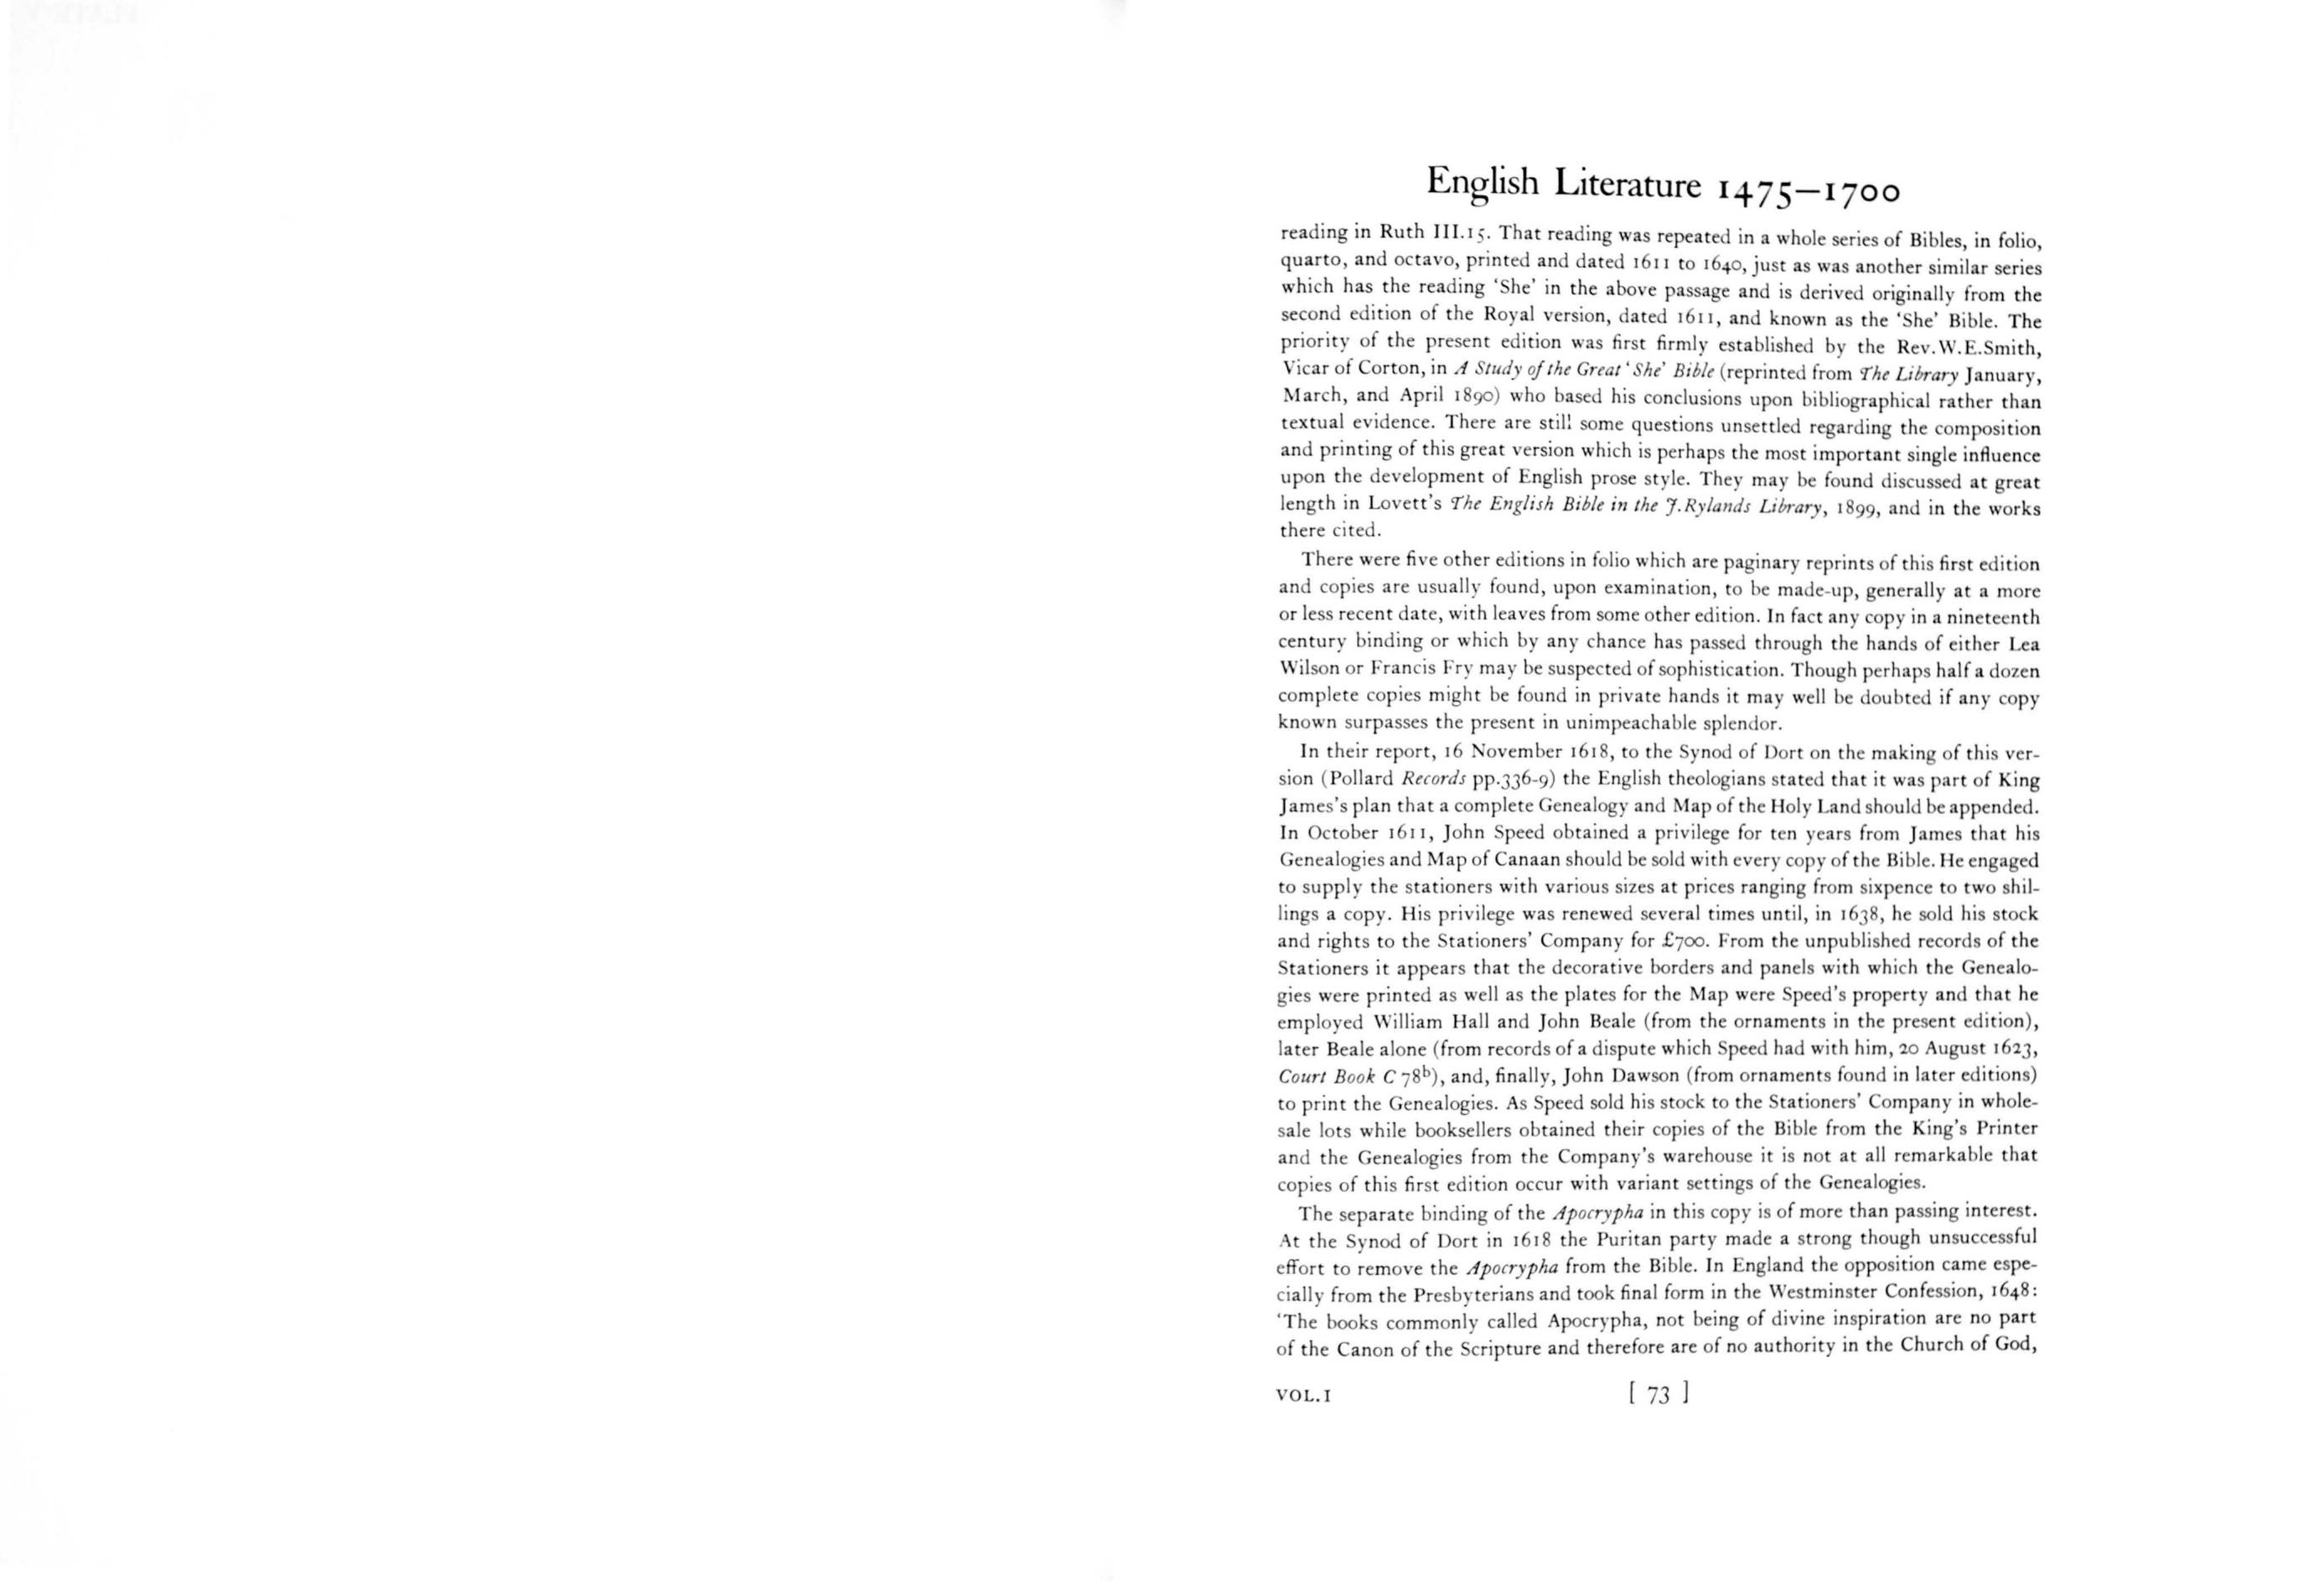 English Literature 1475—1700
reading in Ruth III.15. That reading was repeated in a whole series of Bibles, in folio,
quarto, and octavo, printed and dated 1611 to 1640, just as was another similar series
which has the reading ‘She’ in the above passage and is derived originally from the
second edition of the Royal version, dated 1611, and known as the ‘She’ Bible. The
priority of the present edition was first firmly established by the Rev.W.E.Smith,
Vicar of Corton, in A Study of the Great ‘She’ Bible (reprinted from The Library January,
March, and April 1890) who based his conclusions upon bibliographical rather than
textual evidence. There are still some questions unsettled regarding the composition
and printing of this great version which is perhaps the most important single influence
upon the development of English prose style. They may be found discussed at great
length in Lovett’s The English Bible in the J.Rylands Library, 1899, and in the works
there cited.
There were five other editions in folio which are paginary reprints of this first edition
and copies are usually found, upon examination, to be made-up, generally at a more
or less recent date, with leaves from some other edition. In fact any copy in a nineteenth
century binding or which by any chance has passed through the hands of either Lea
Wilson or Francis Fry may be suspected of sophistication. Though perhaps half a dozen
complete copies might be found in private hands it may well be doubted if any copy
known surpasses the present in unimpeachable splendor.
In their report, 16 November 1618, to the Synod of Dort on the making of this ver-
sion (Pollard Records pp.336-9) the English theologians stated that it was part of King
James’s plan that a complete Genealogy and Map of the Holy Land should be appended.
In October 1611, John Speed obtained a privilege for ten years from James that his
Genealogies and Map of Canaan should be sold with every copy of the Bible. He engaged
to supply the stationers with various sizes at prices ranging from sixpence to two shil-
lings a copy. His privilege was renewed several times until, in 1638, he sold his stock
and rights to the Stationers’ Company for £700. From the unpublished records of the
Stationers it appears that the decorative borders and panels with which the Genealo-
gies were printed as well as the plates for the Map were Speed’s property and that he
employed William Hall and John Beale (from the ornaments in the present edition),
later Beale alone (from records of a dispute which Speed had with him, 20 August 1623,
Court Book C 78ᵇ), and, finally, John Dawson (from ornaments found in later editions)
to print the Genealogies. As Speed sold his stock to the Stationers’ Company in whole-
sale lots while booksellers obtained their copies of the Bible from the King’s Printer
and the Genealogies from the Company’s warehouse it is not at all remarkable that
copies of this first edition occur with variant settings of the Genealogies.
The separate binding of the Apocrypha in this copy is of more than passing interest.
At the Synod of Dort in 1618 the Puritan party made a strong though unsuccessful
effort to remove the Apocrypha from the Bible. In England the opposition came espe-
cially from the Presbyterians and took final form in the Westminster Confession, 1648:
‘The books commonly called Apocrypha, not being of divine inspiration are no part
of the Canon of the Scripture and therefore are of no authority in the Church of God,
VOL.I
[ 73 ]